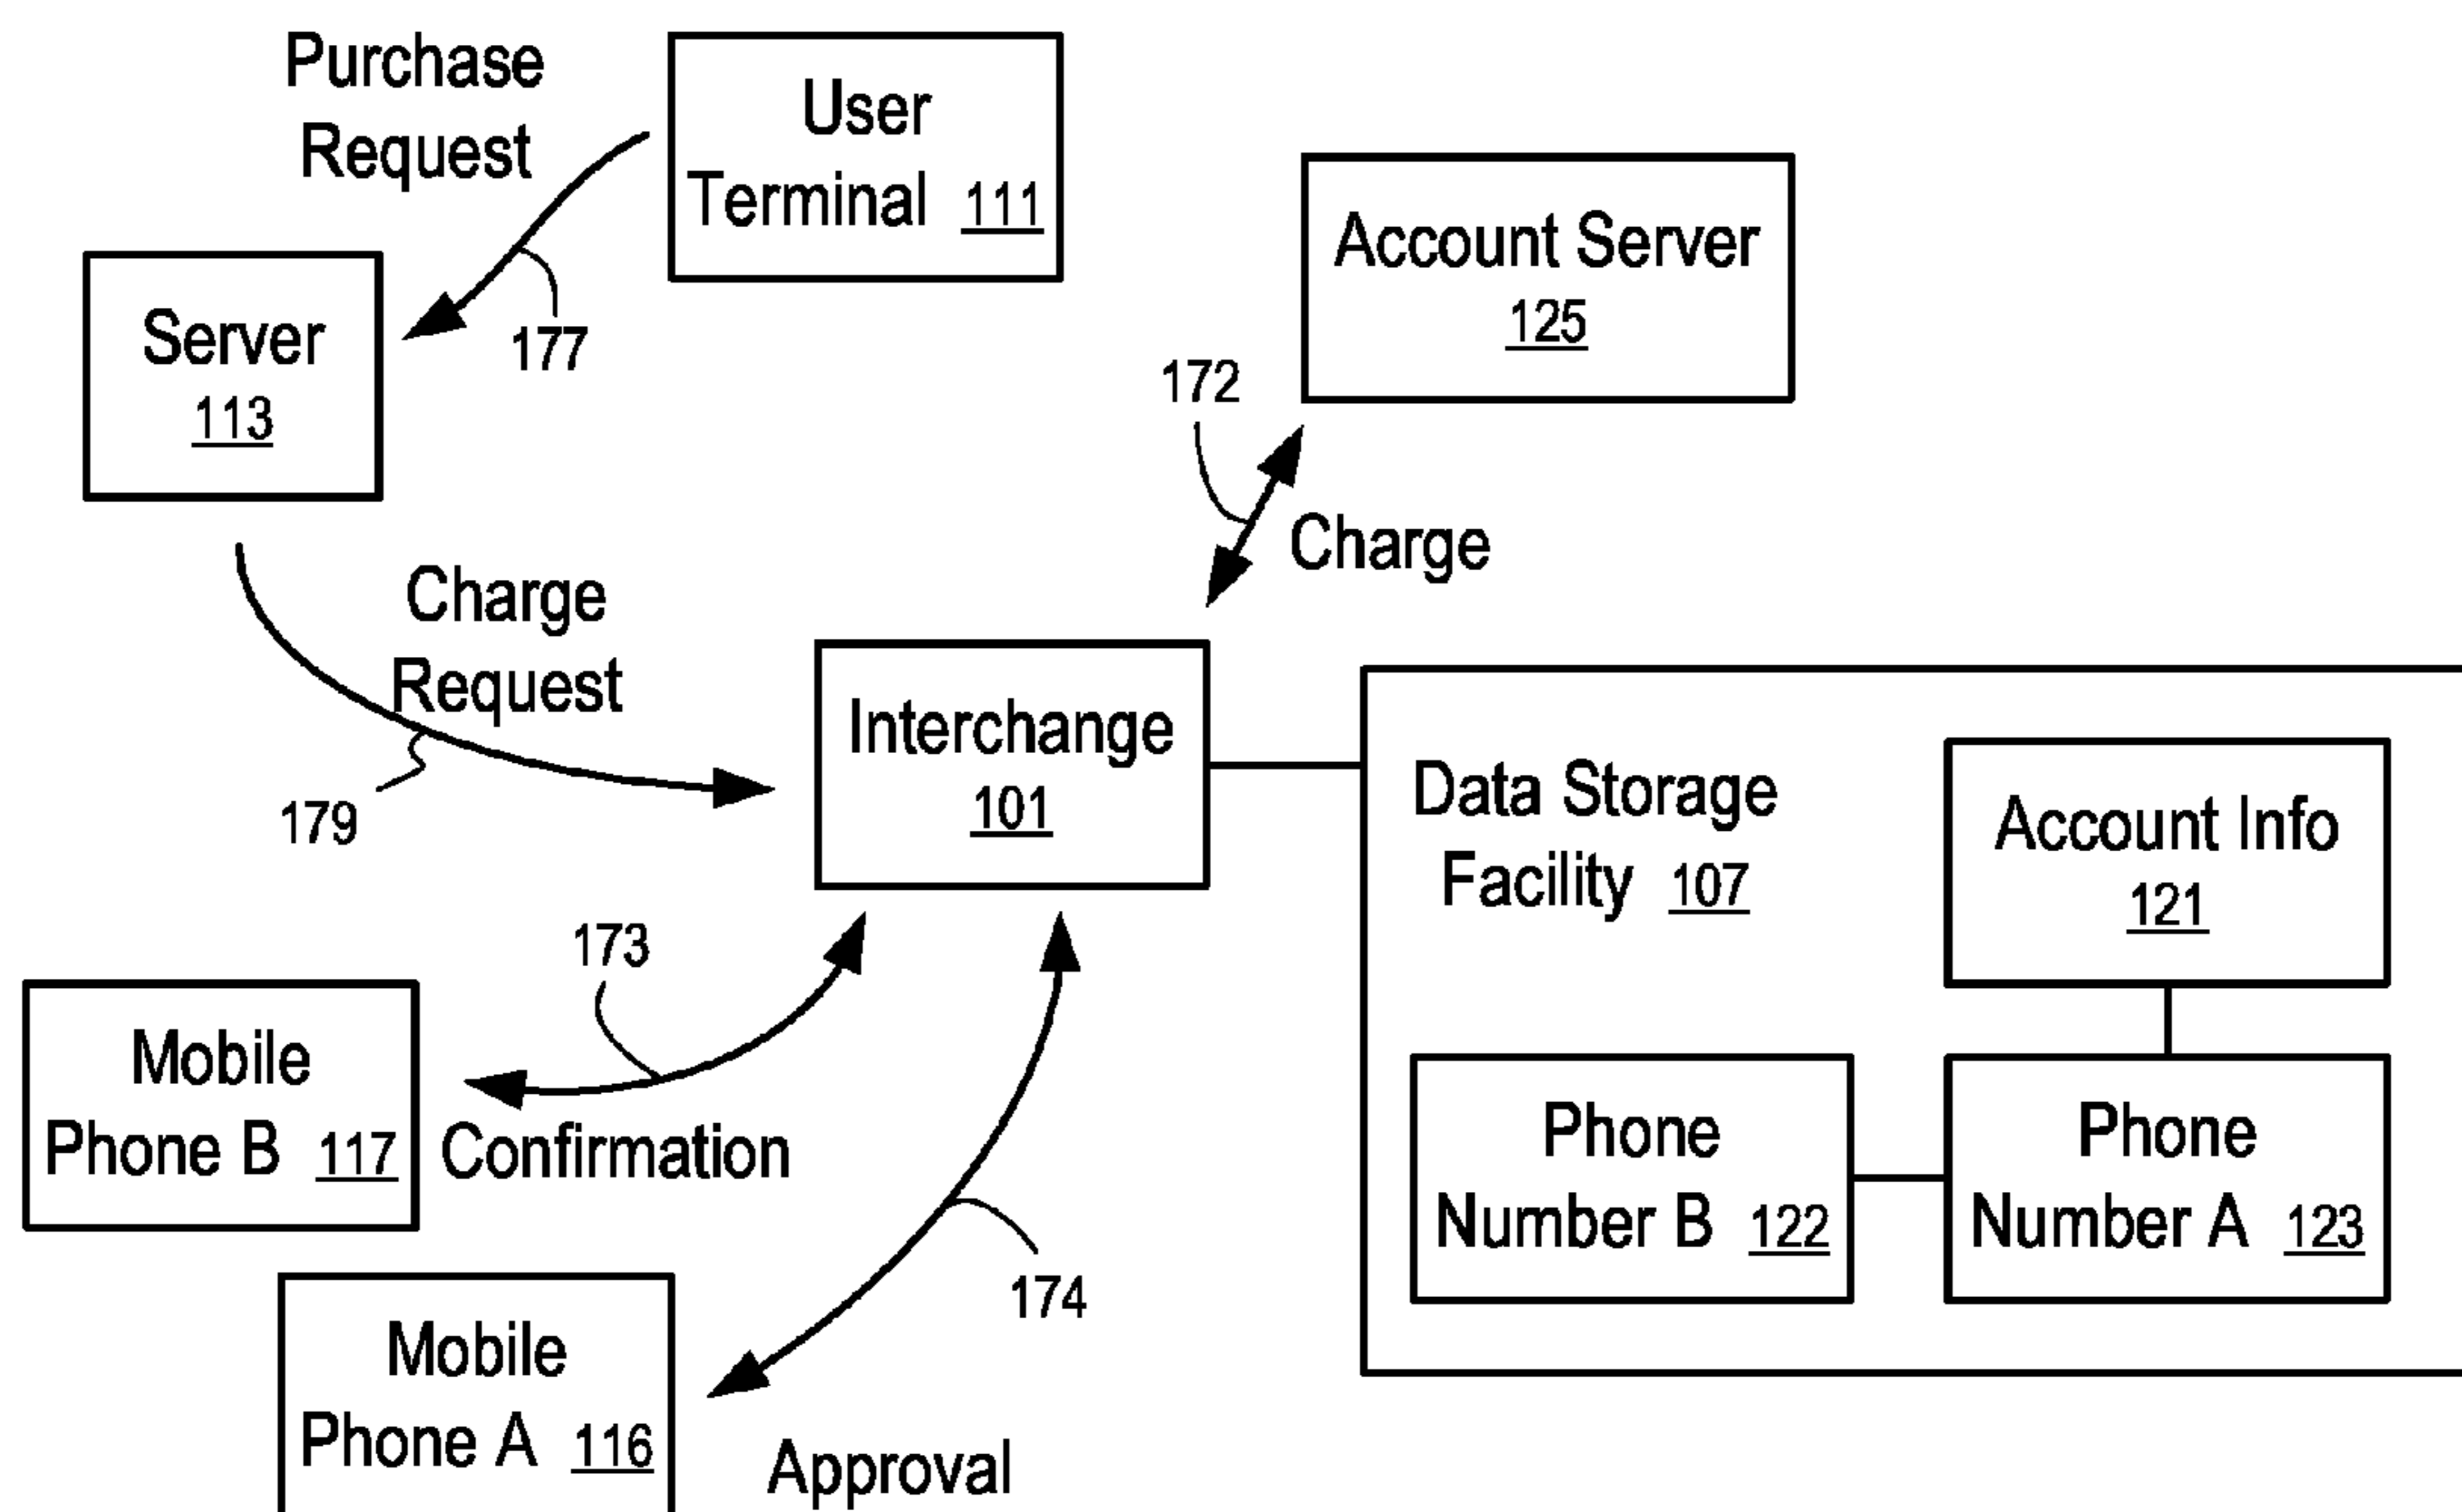 Purchase
Request
User
Terminal 111
177
Server
113
Account Server
125
172
Charge
Charge
Request
179
Interchange
101
Data Storage
Facility 107
Account Info
121
173
Mobile
Phone B 117
Confirmation
Phone
Number B 122
Phone
Number A 123
174
Mobile
Phone A 116
Approval